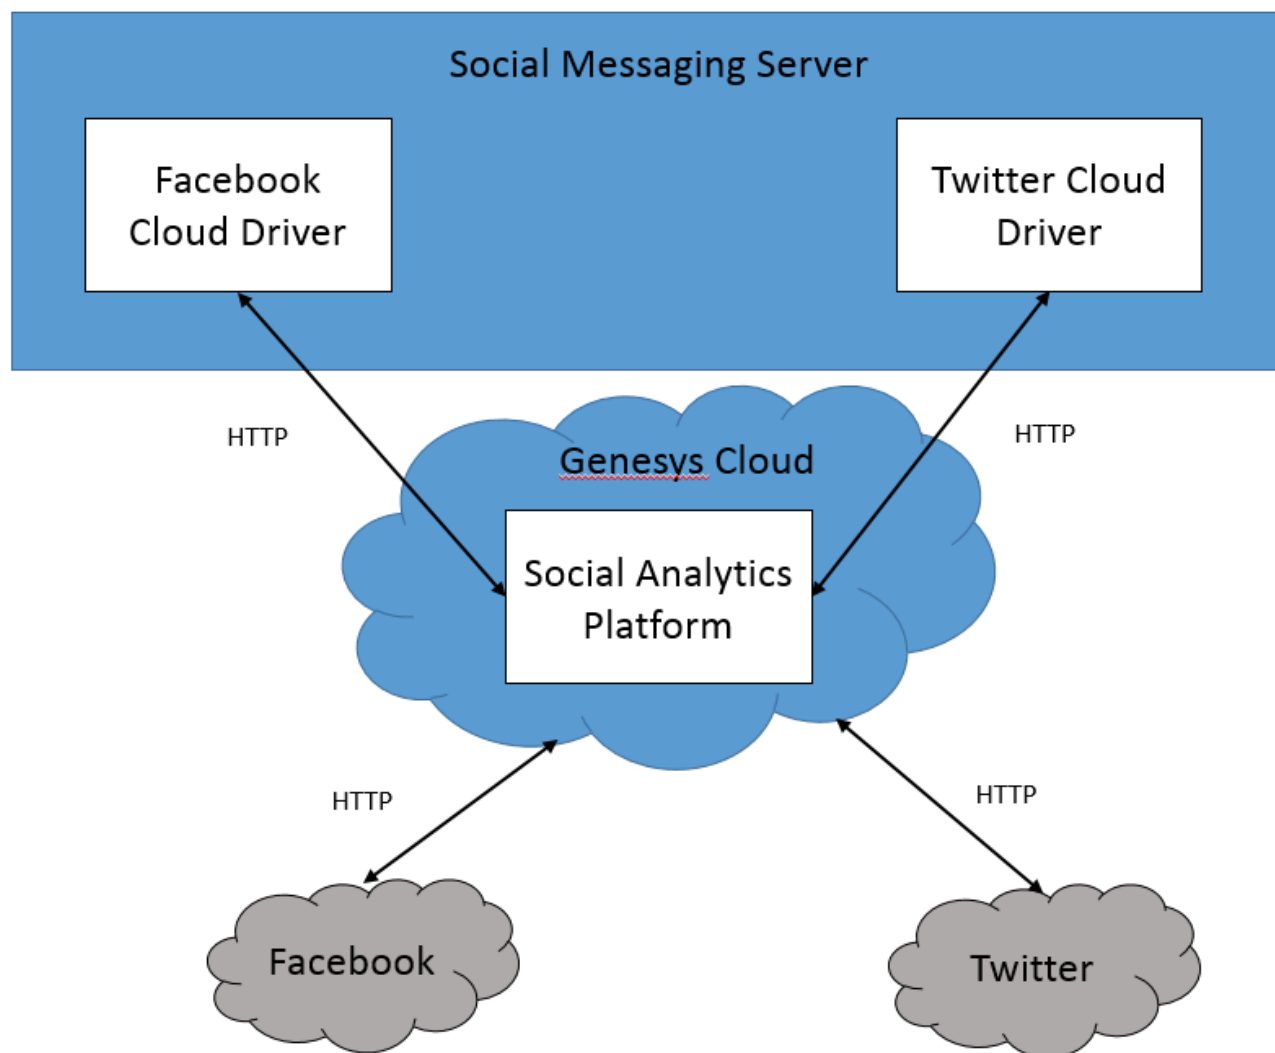 Social Messaging Server
Facebook
Cloud Driver
Twitter Cloud
Driver
HTTP
HTTP
Genesys Cloud
Social Analytics
Platform
HTTP
HTTP
Facebook
Twitter